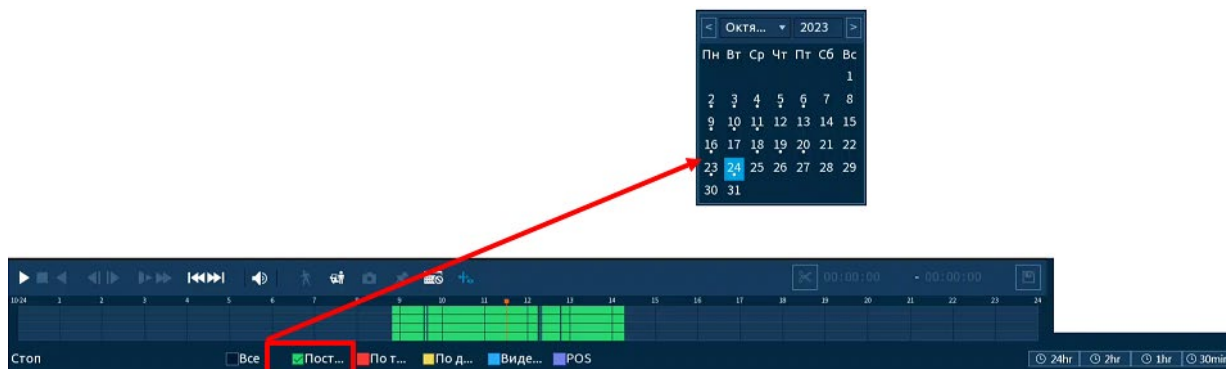 < Октя... 2023 >
Пн Вт Ср Чт Пт Сб Вс
1
2 3 4 5 6 7 8
9 10 11 12 13 14 15
16 17 18 19 20 21 22
23 24 25 26 27 28 29
30 31
00:00:00 - 00:00:00
10-24 1 2 3 4 5 6 7 8 9 10 11 12 13 14 15 16 17 18 19 20 21 22 23 24
Стоп Все Пост... По т... По д... Виде... POS 24hr 2hr 1hr 30min